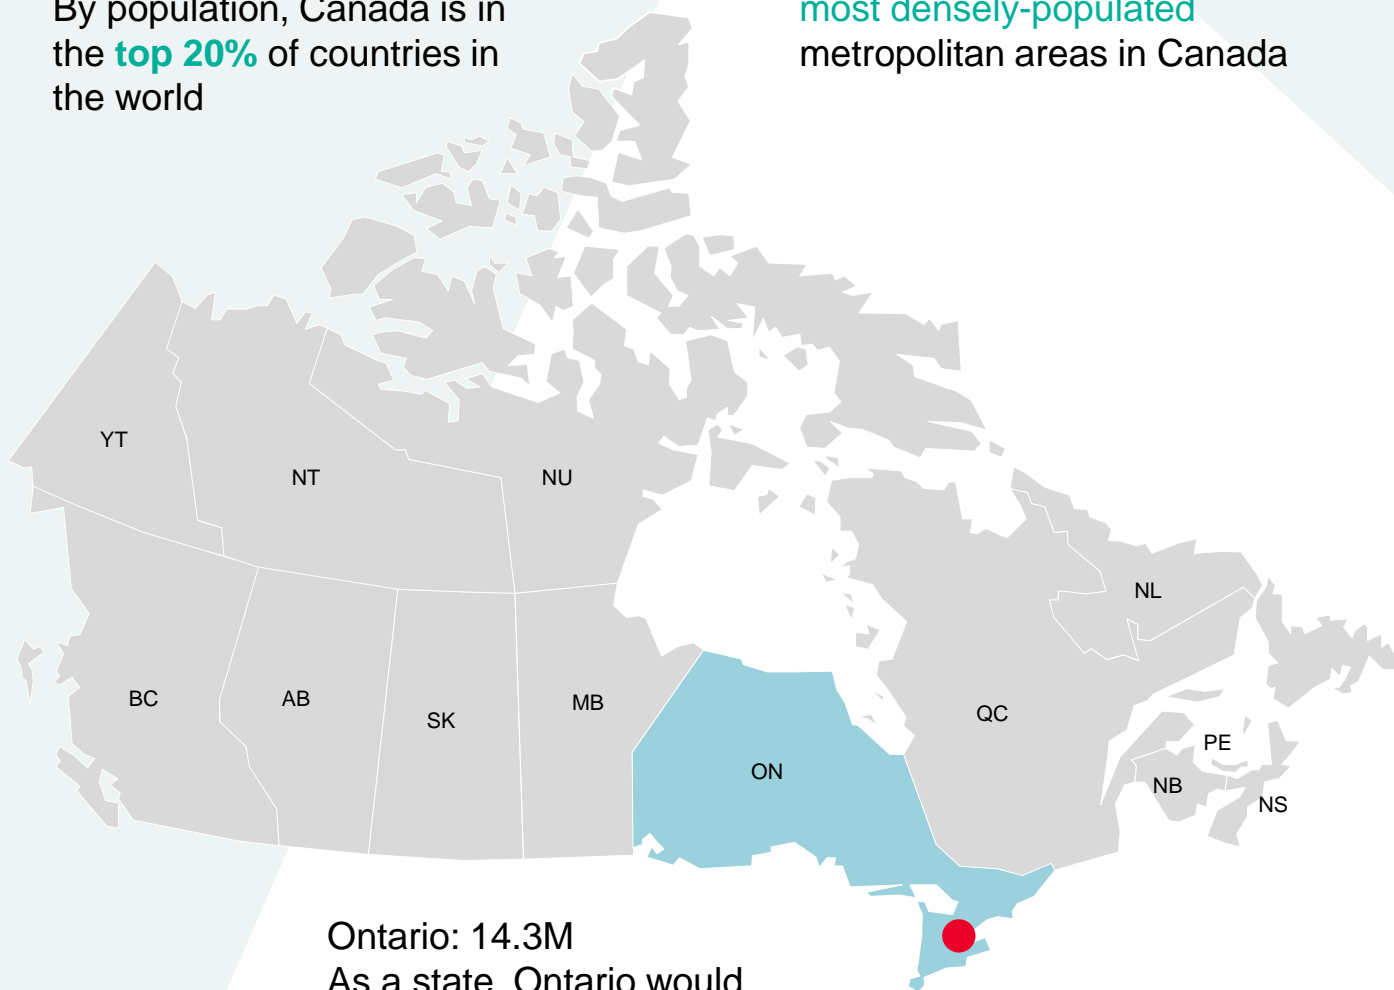 By population, Canada is in
the top 20% of countries in
the world
most densely-populated
metropolitan areas in Canada
YT
NT
NU
NL
BC
AB
SK
MB
QC
ON
PE
NB
NS
Ontario: 14.3M
As a state, Ontario would